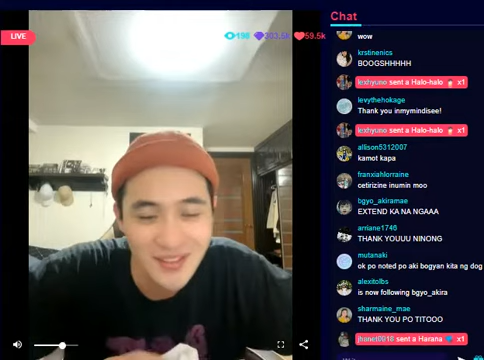 LIVE
198
203.5k
59.5k
Chat
wow
krstinenics
BOOGSHHHHH
lexhyuno sent a Halo-halo x1
levythehokage
Thank you inmymindisee!
lexhyuno sent a Halo-halo x1
allison5312007
kamot kapa
franxiahlorraine
cetirizine inumin moo
bgyo_akiramae
EXTEND KA NA NGAAA
arriane1746
THANK YOUUU NINONG
mutanaki
ok po noted po aki bogyan kita ng dog
alexitolbs
is now following bgyo_akira
sharmaine_mae
THANK YOU PO TITOOO
sent a Harana x1